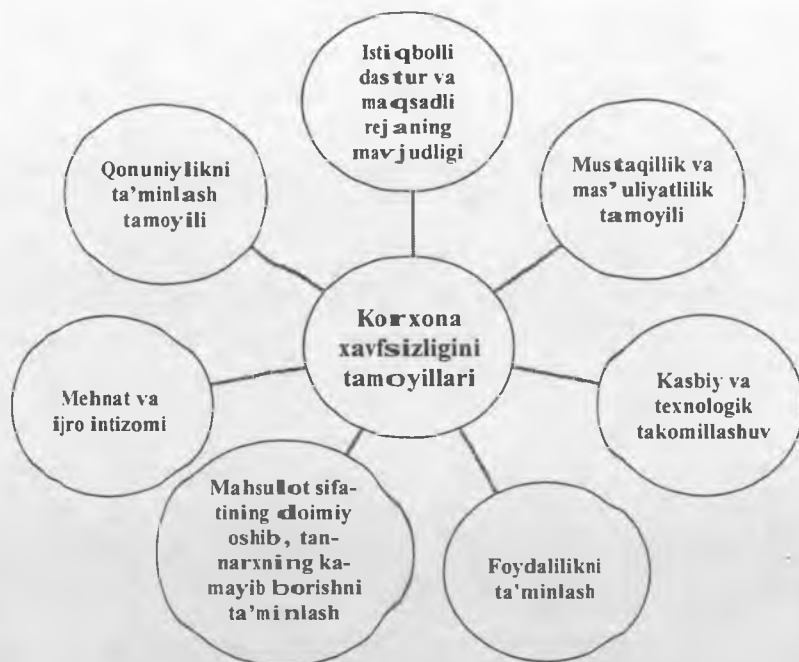 Istiqbolli
dastur va
maqsadli
rejaning
mavjudligi
Qonuniylikni
ta'minlash
tamoyili
Mustaqillik va
mas'uliyatlilik
tamoyili
Korxona
xavfsizligini
tamoyillari
Mehnat va
ijro intizomi
Kasbiy va
texnologik
takomillashuv
Mahsulot sifa-
tining doimiy
oshib, tan-
narxning ka-
mayib borishni
ta'minlash
Foydalilikni
ta'minlash